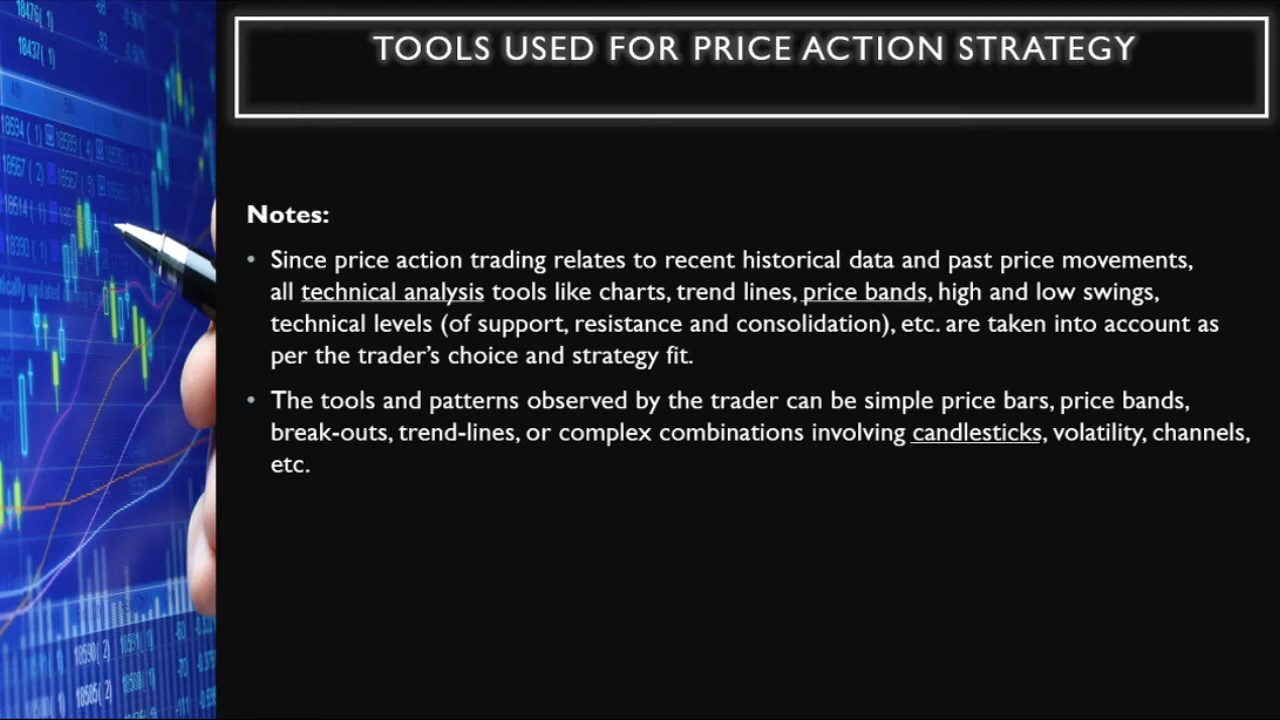 TOOLS USED FOR PRICE ACTION STRATEGY
Notes:
• Since price action trading relates to recent historical data and past price movements,
all technical analysis tools like charts, trend lines, price bands, high and low swings,
technical levels (of support, resistance and consolidation), etc. are taken into account as
per the trader's choice and strategy fit.
• The tools and patterns observed by the trader can be simple price bars, price bands,
break-outs, trend-lines, or complex combinations involving candlesticks, volatility, channels,
etc.